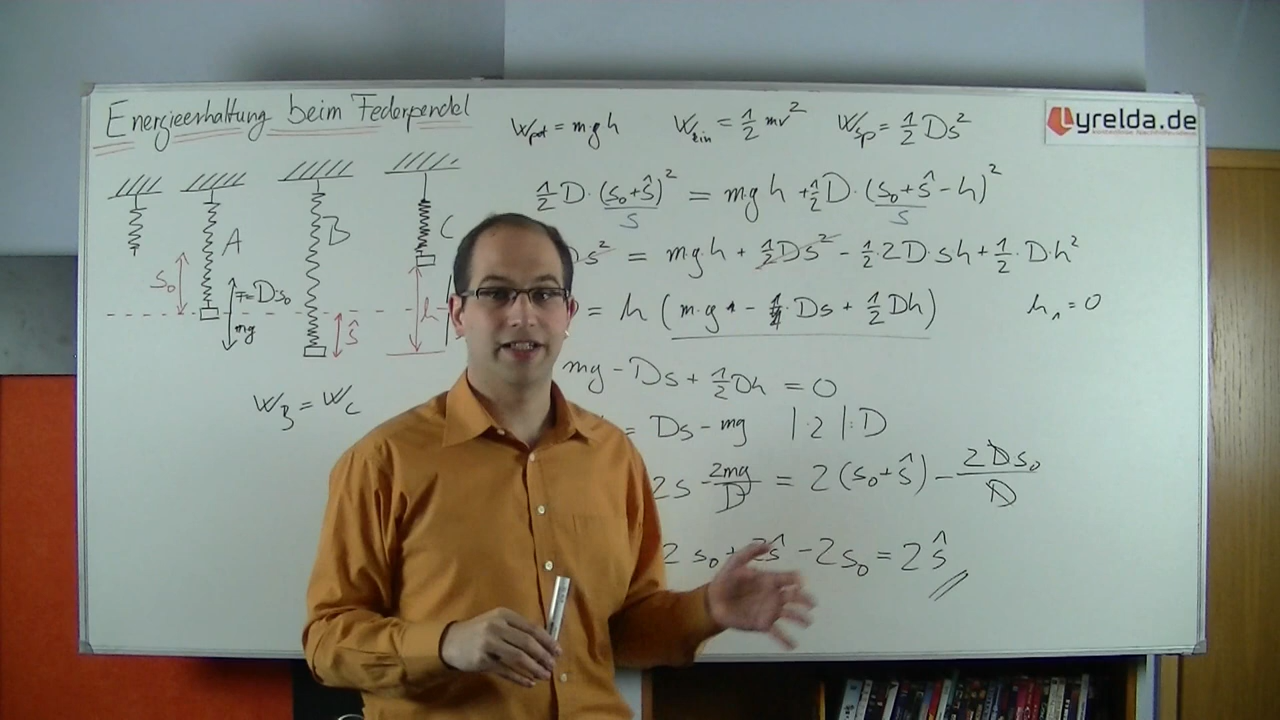 Energieerhaltung beim Federpendel
W_pot = mgh   W_kin = ½ mv²   W_sp = ½ Ds²
Lyrelda.de
½ D·(s₀+ŝ)² = mgh + ½D·(s₀+ŝ-h)²
s   s
Ds² = mg·h + ½Ds² - ½·2D·sh + ½·D·h²
= h (m·g - Ds + ½Dh)   h₁ = 0
mg - Ds + ½Dh = 0
= Ds - mg   |·2 |:D
2s - 2mg/D = 2(s₀+ŝ) - 2Ds₀/D
2s₀ + 2ŝ - 2s₀ = 2ŝ
A
B
C
s₀
F=Ds₀
mg
ŝ
h
W_B = W_C